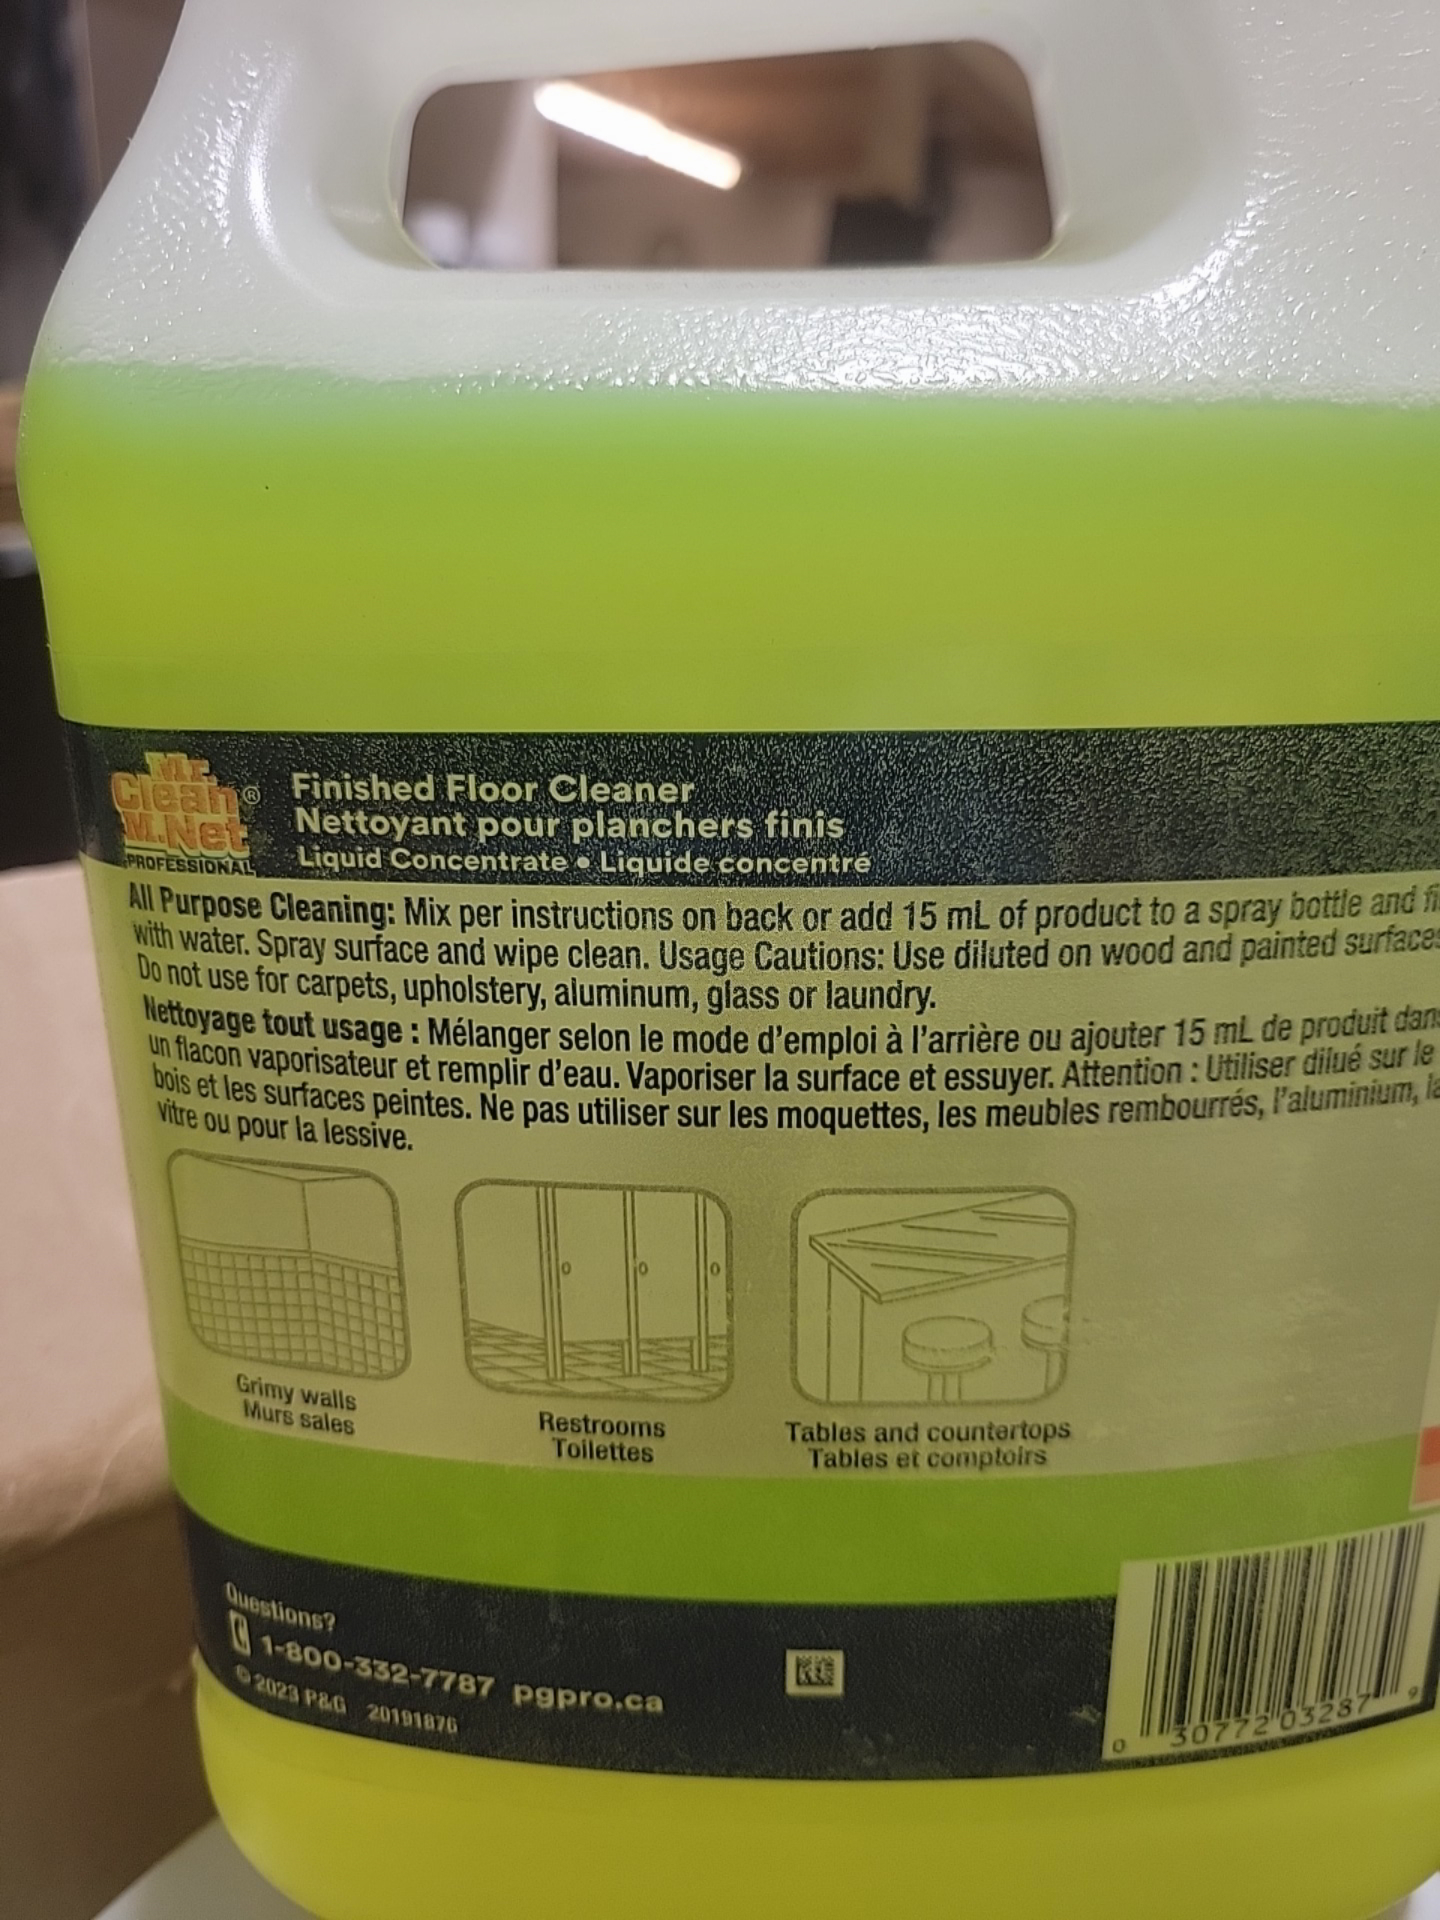 Mr.
Clean®
M.Net
PROFESSIONAL
Finished Floor Cleaner
Nettoyant pour planchers finis
Liquid Concentrate • Liquide concentré
All Purpose Cleaning: Mix per instructions on back or add 15 mL of product to a spray bottle and
with water. Spray surface and wipe clean. Usage Cautions: Use diluted on wood and painted surfaces
Do not use for carpets, upholstery, aluminum, glass or laundry.
Nettoyage tout usage : Mélanger selon le mode d'emploi à l'arrière ou ajouter 15 mL de produit dans
un flacon vaporisateur et remplir d'eau. Vaporiser la surface et essuyer. Attention : Utiliser dilué sur le
bois et les surfaces peintes. Ne pas utiliser sur les moquettes, les meubles rembourrés, l'aluminium, la
vitre ou pour la lessive.
Grimy walls
Murs sales
Restrooms
Toilettes
Tables and countertops
Tables et comptoirs
Questions?
1-800-332-7787 pgpro.ca
© 2023 P&G 20191876
0 30772 03287 9